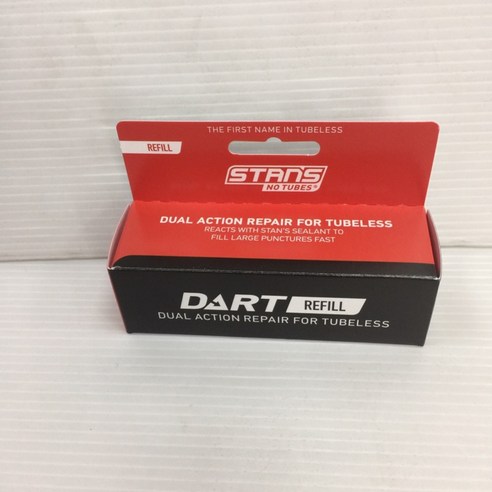 THE FIRST NAME IN TUBELESS
REFILL
STANS
NO TUBES®
DUAL ACTION REPAIR FOR TUBELESS
REACTS WITH STAN'S SEALANT TO
FILL LARGE PUNCTURES FAST
DART REFILL
DUAL ACTION REPAIR FOR TUBELESS